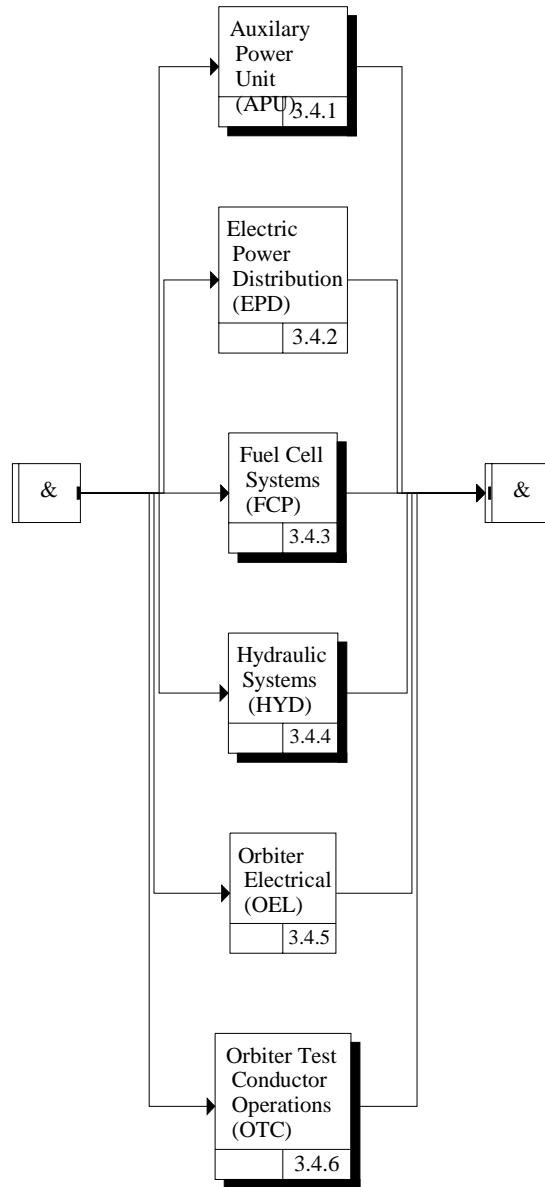 Auxilary
Power
Unit
(APU)
3.4.1
Electric
Power
Distribution
(EPD)
3.4.2
&
Fuel Cell
Systems
(FCP)
3.4.3
&
Hydraulic
Systems
(HYD)
3.4.4
Orbiter
Electrical
(OEL)
3.4.5
Orbiter Test
Conductor
Operations
(OTC)
3.4.6